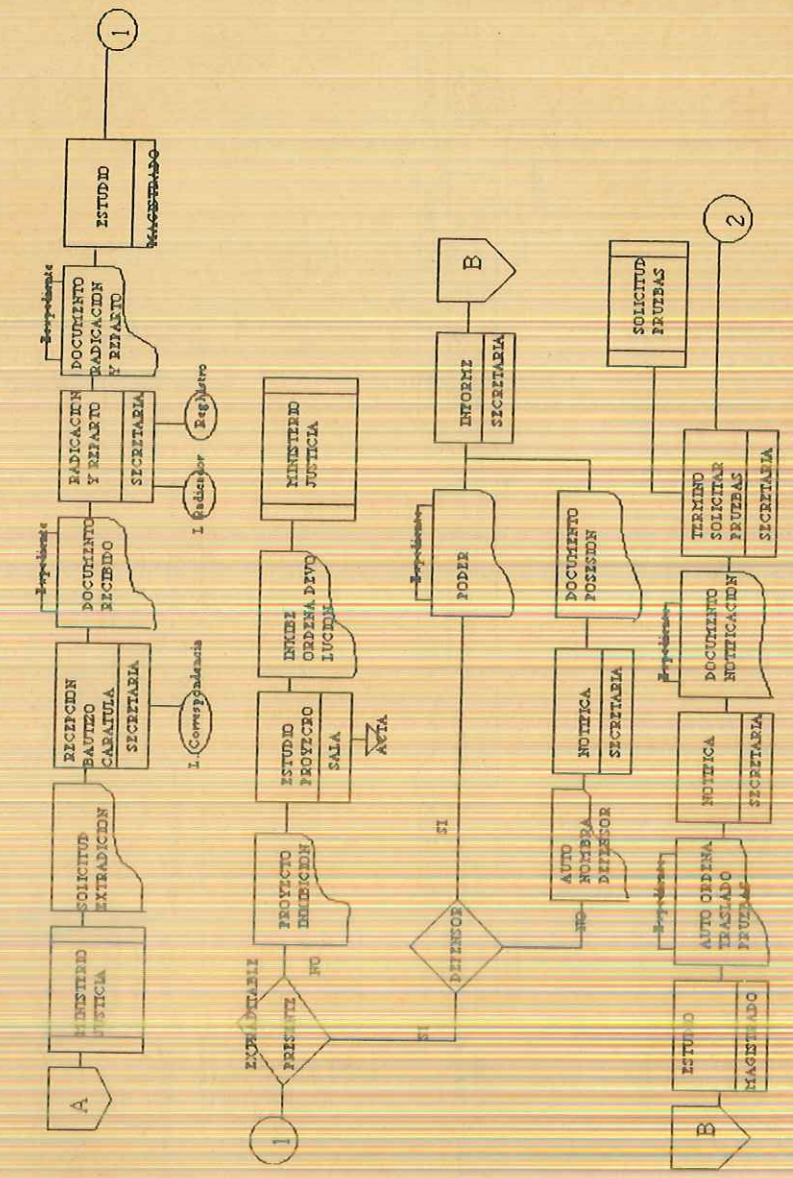 A
MINISTERIO
JUSTICIA
SOLICITUD
EXTRADICION
RECEPCION
BAUTIZO
CARATULA
SECRETARIA
L. Correspondencia
Expediente
DOCUMENTO
RECIBIDO
RADICACION
Y REPARTO
SECRETARIA
L Radicador
Registro
Expediente
DOCUMENTO
RADICACION
Y REPARTO
ESTUDIO
MAGISTRADO
1
1
EXTRADITABLE
PRESENTE
NO
PROYECTO
INHIBICION
ESTUDIO
PROYECRO
SALA
ACTA
INHIBE
ORDENA DEVO
LUCION
MINISTERIO
JUSTICIA
SI
DEFENSOR
SI
Expediente
PODER
INFORME
SECRETARIA
B
NO
AUTO
NOMBRA
DEFENSOR
NOTIFICA
SECRETARIA
DOCUMENTO
POSESION
B
ESTUDIO
MAGISTRADO
Expediente
AUTO ORDENA
TRASLADO
PRUEBAS
NOTIFICA
SECRETARIA
Expediente
DOCUMENTO
NOTIFICACION
TERMINO
SOLICITAR
PRUEBAS
SECRETARIA
SOLICITUD
PRUEBAS
2